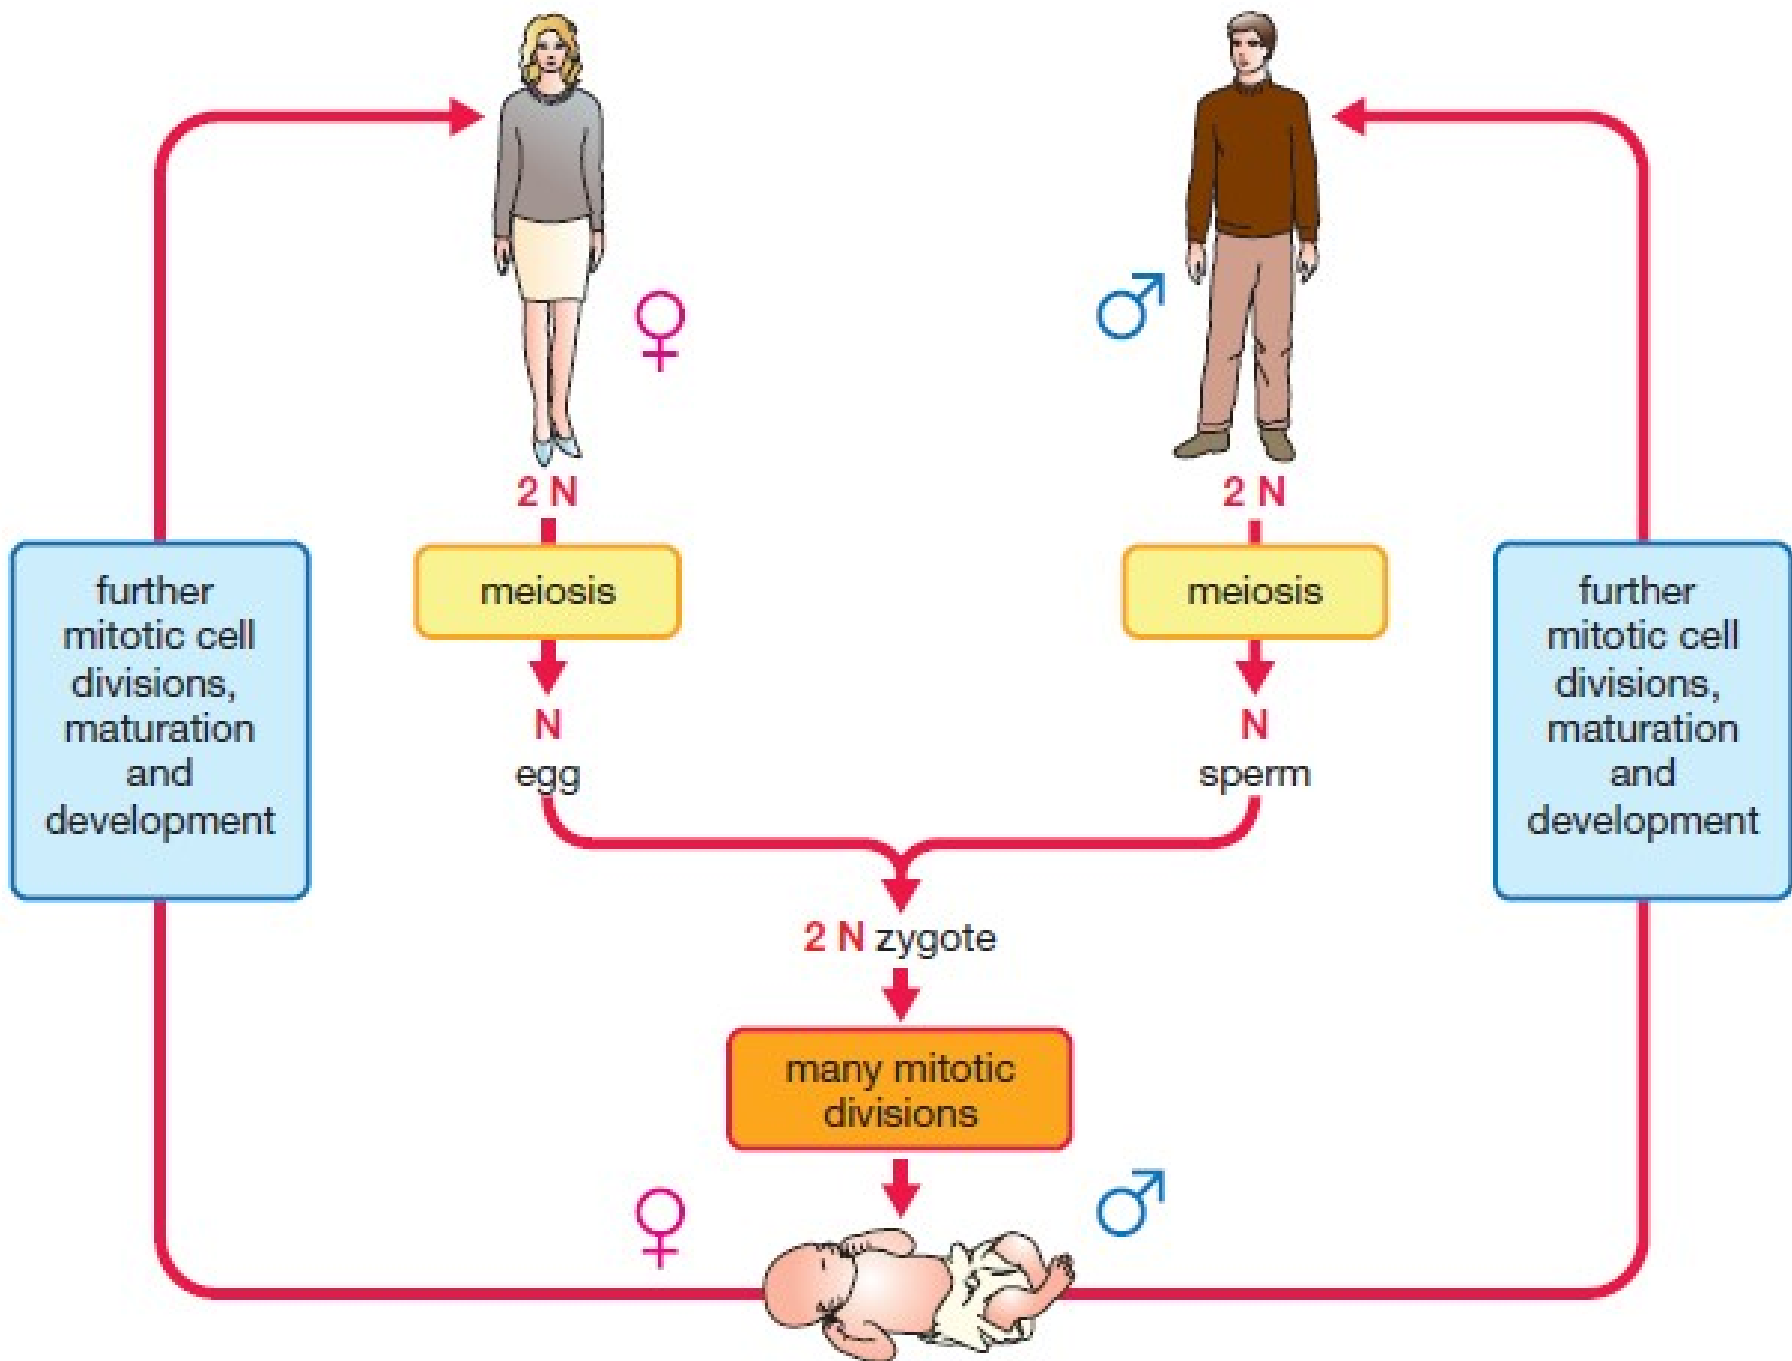 2 N
2 N
further
mitotic cell
divisions,
maturation
and
development
meiosis
meiosis
further
mitotic cell
divisions,
maturation
and
development
N
egg
N
sperm
2 N zygote
many mitotic
divisions